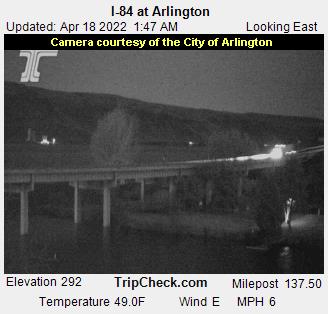 I-84 at Arlington
Updated: Apr 18 2022 1:47 AM Looking East
Camera courtesy of the City of Arlington
Elevation 292 TripCheck.com Milepost 137.50
Temperature 49.0F Wind E MPH 6